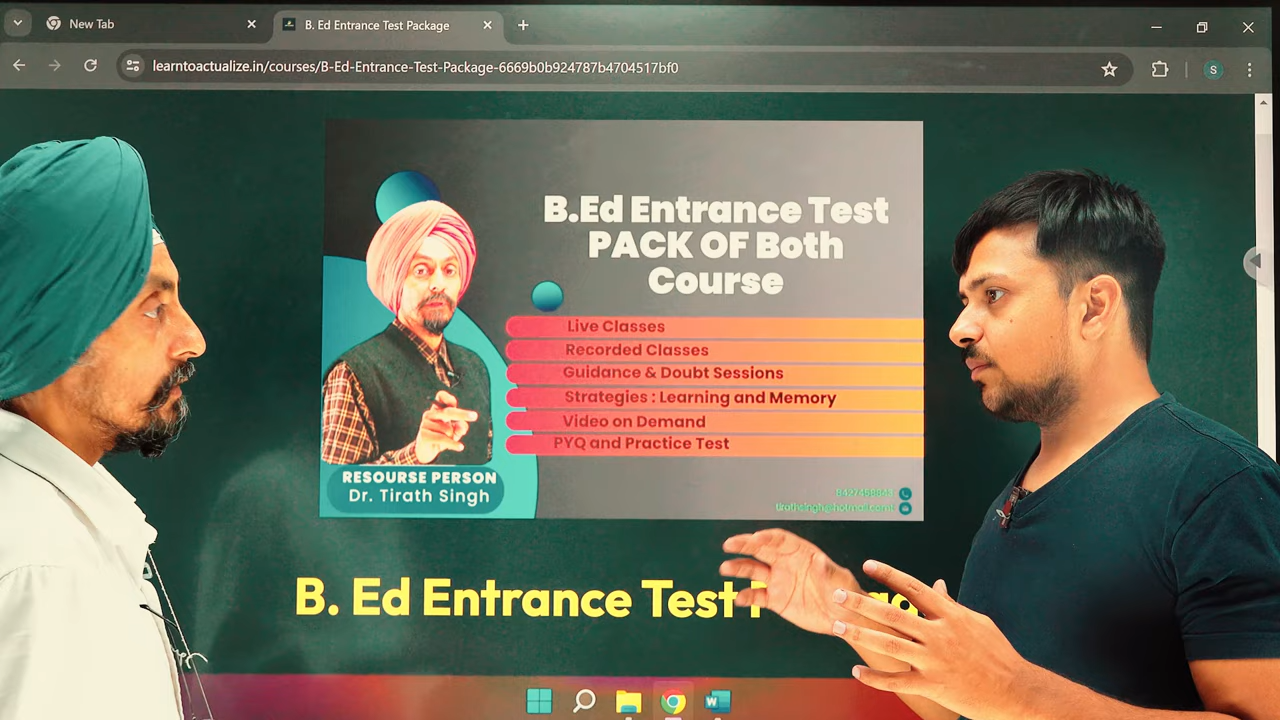 New Tab
B. Ed Entrance Test Package
learntoactualize.in/courses/B-Ed-Entrance-Test-Package-6669b0b924787b4704517bf0
S
B.Ed Entrance Test
PACK OF Both
Course
Live Classes
Recorded Classes
Guidance & Doubt Sessions
Strategies : Learning and Memory
Video on Demand
PYQ and Practice Test
RESOURSE PERSON
Dr. Tirath Singh
B. Ed Entrance Test
W